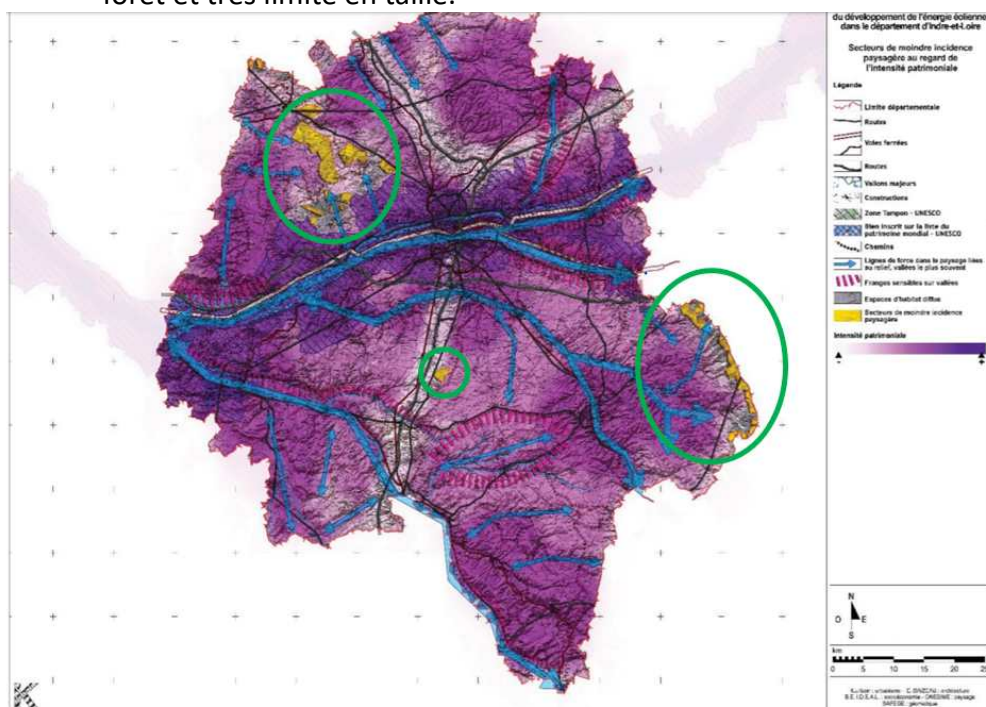 forêt et très limité en taille.
du développement de l'énergie éolienne
dans le département d'Indre-et-Loire
Secteurs de moindre incidence
paysagère au regard de
l'intensité patrimoniale
Légende
Limite départementale
Routes
Voies ferrées
Routes
Vallons majeurs
Constructions
Zone Tampon - UNESCO
Bien inscrit sur la liste du
patrimoine mondial - UNESCO
Chemins
Lignes de force dans le paysage liées
au relief, vallées le plus souvent
Franges sensibles sur vallées
Espaces d'habitat diffus
Secteurs de moindre incidence
paysagère
Intensité patrimoniale
- +
N
O E
S
km
0 5 10 15 20 25